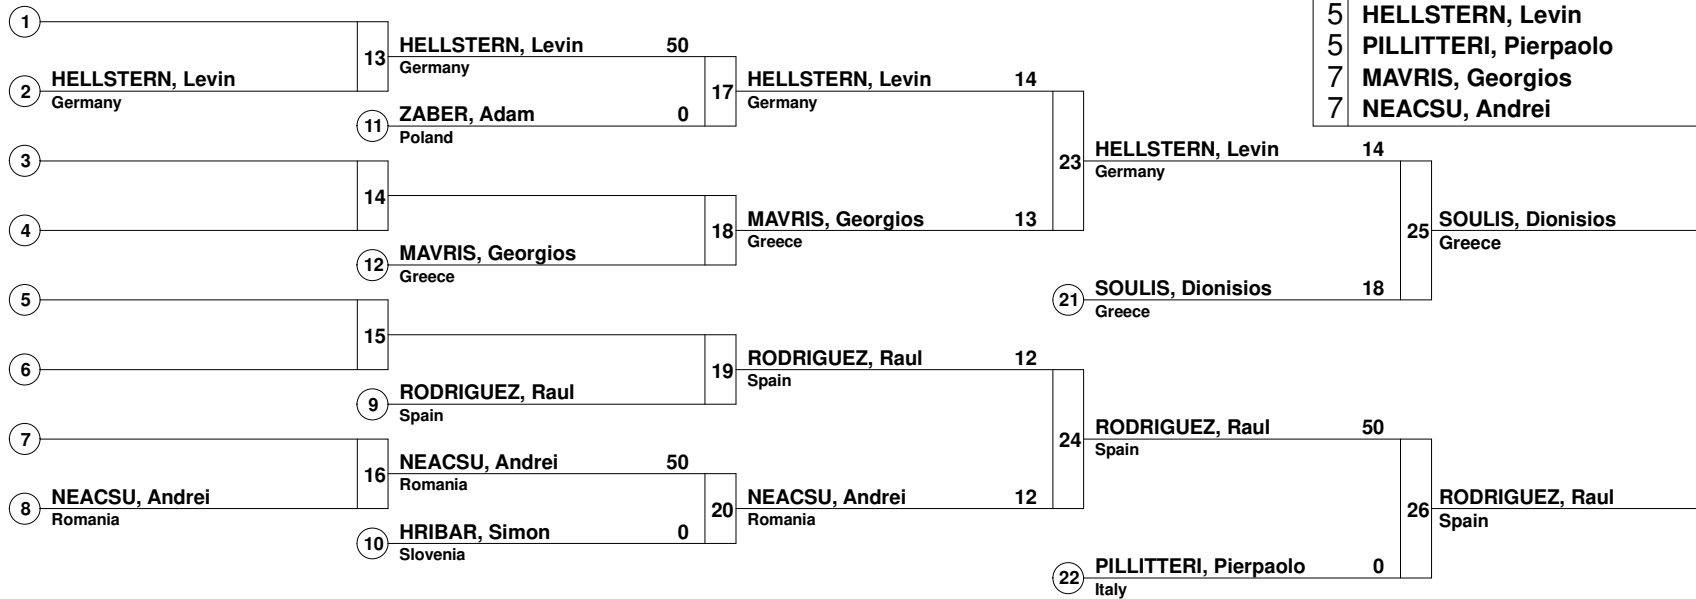 1
5 HELLSTERN, Levin
13 HELLSTERN, Levin 50
Germany
5 PILLITTERI, Pierpaolo
2 HELLSTERN, Levin
Germany
17 HELLSTERN, Levin 14
Germany
7 MAVRIS, Georgios
7 NEACSU, Andrei
11 ZABER, Adam 0
Poland
3
23 HELLSTERN, Levin 14
Germany
14
4
18 MAVRIS, Georgios 13
Greece
25 SOULIS, Dionisios
Greece
12 MAVRIS, Georgios
Greece
5
21 SOULIS, Dionisios 18
Greece
15
6
19 RODRIGUEZ, Raul 12
Spain
9 RODRIGUEZ, Raul
Spain
7
24 RODRIGUEZ, Raul 50
Spain
16 NEACSU, Andrei 50
Romania
8 NEACSU, Andrei
Romania
20 NEACSU, Andrei 12
Romania
26 RODRIGUEZ, Raul
Spain
10 HRIBAR, Simon 0
Slovenia
22 PILLITTERI, Pierpaolo 0
Italy